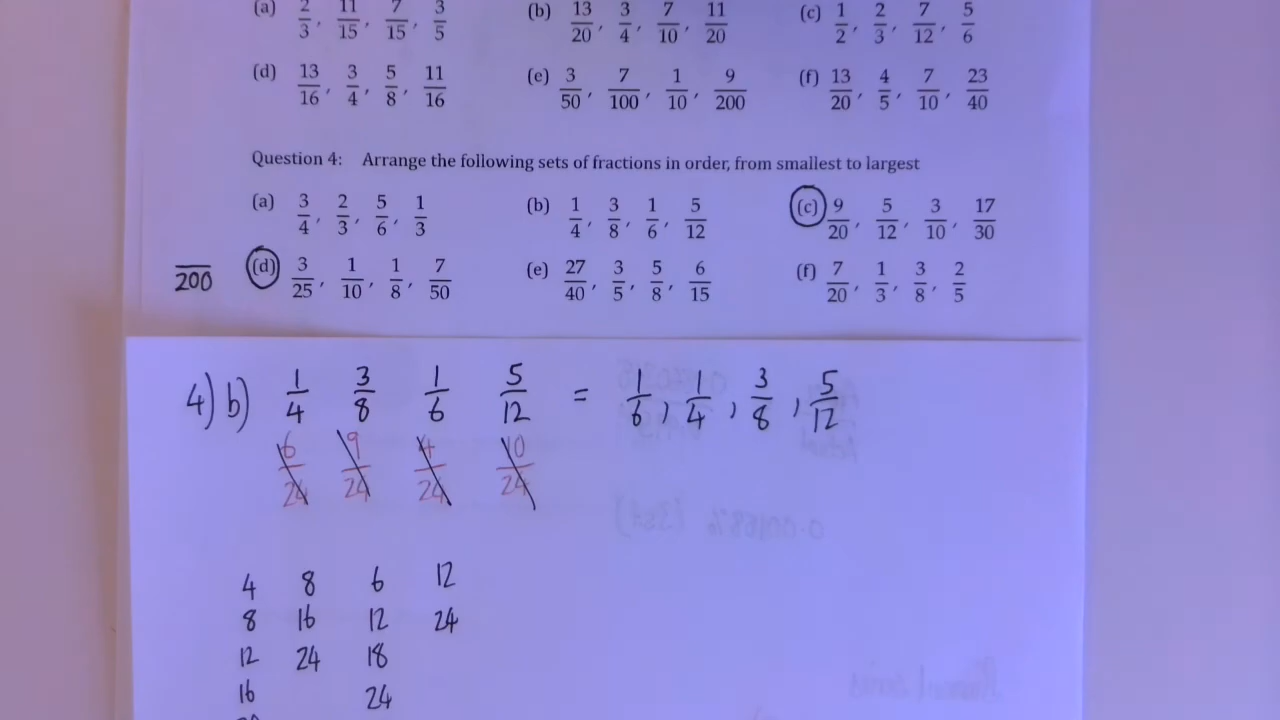 (a) 2/3, 11/15, 7/15, 3/5 (b) 13/20, 3/4, 7/10, 11/20 (c) 1/2, 2/3, 7/12, 5/6
(d) 13/16, 3/4, 5/8, 11/16 (e) 3/50, 7/100, 1/10, 9/200 (f) 13/20, 4/5, 7/10, 23/40
Question 4: Arrange the following sets of fractions in order, from smallest to largest
(a) 3/4, 2/3, 5/6, 1/3 (b) 1/4, 3/8, 1/6, 5/12 (c) 9/20, 5/12, 3/10, 17/30
200 (d) 3/25, 1/10, 1/8, 7/50 (e) 27/40, 3/5, 5/8, 6/15 (f) 7/20, 1/3, 3/8, 2/5
4) b) 1/4 3/8 1/6 5/12 = 1/6, 1/4, 3/8, 5/12
6/24 9/24 4/24 10/24
4 8 6 12
8 16 12 24
12 24 18
16 24